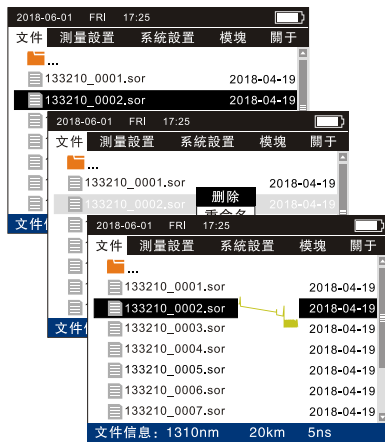 2018-06-01 FRI 17:25
文件 測量設置 系統設置 模塊 關于
...
133210_0001.sor 2018-04-19
133210_0002.sor 2018-04-19
2018-06-01 FRI 17:25
文件 測量設置 系統設置 模塊 關于
...
133210_0001.sor 2018-04-19
133210_0002.sor 2018-04-19
删除
重命名
2018-06-01 FRI 17:25
文件 測量設置 系統設置 模塊 關于
...
133210_0001.sor 2018-04-19
133210_0002.sor 2018-04-19
133210_0003.sor 2018-04-19
133210_0004.sor 2018-04-19
133210_0005.sor 2018-04-19
133210_0006.sor 2018-04-19
133210_0007.sor 2018-04-19
文件信息：1310nm 20km 5ns
文件
文件